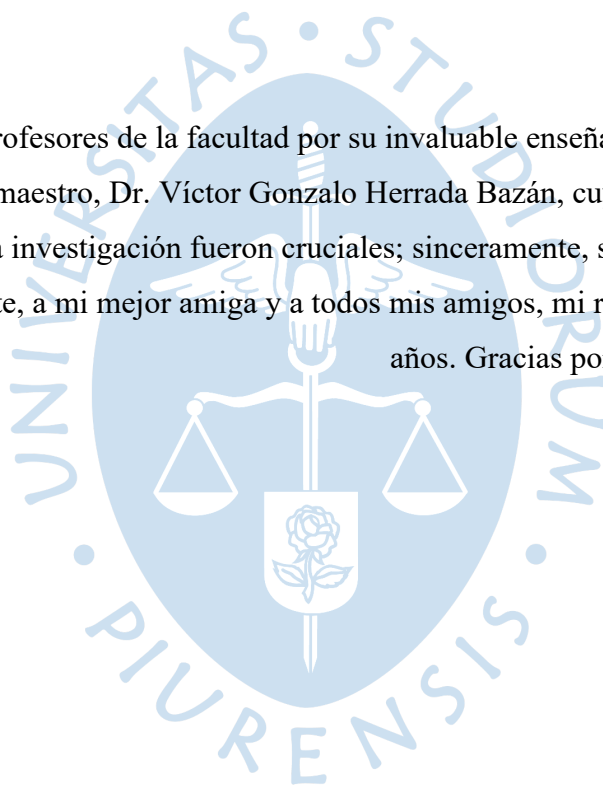 rofesores de la facultad por su invaluable enseña
maestro, Dr. Víctor Gonzalo Herrada Bazán, cu
a investigación fueron cruciales; sinceramente, s
te, a mi mejor amiga y a todos mis amigos, mi r
años. Gracias por
UNIVERSITAS • STUDIORUM • PIURENSIS •